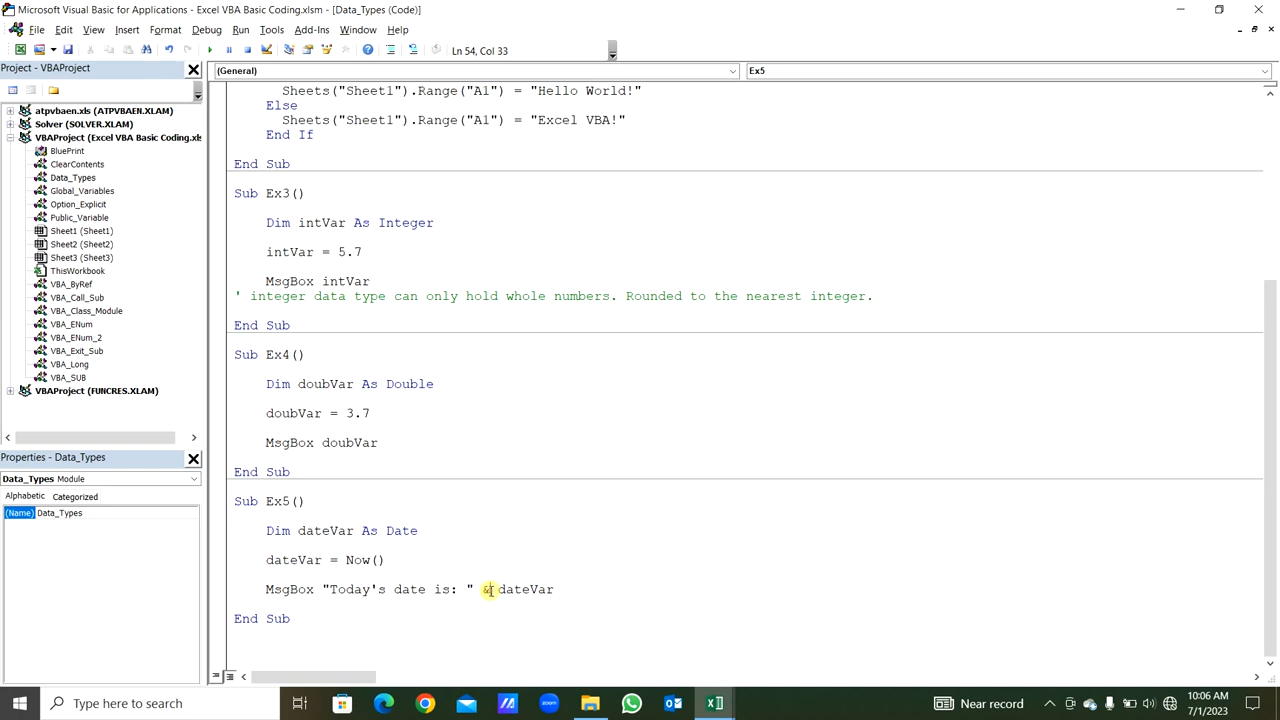 Microsoft Visual Basic for Applications - Excel VBA Basic Coding.xlsm - [Data_Types (Code)]
File Edit View Insert Format Debug Run Tools Add-Ins Window Help
Ln 54, Col 33
Project - VBAProject
(General)
Ex5
atpvbaen.xls (ATPVBAEN.XLAM)
Solver (SOLVER.XLAM)
VBAProject (Excel VBA Basic Coding.xls
BluePrint
ClearContents
Data_Types
Global_Variables
Option_Explicit
Public_Variable
Sheet1 (Sheet1)
Sheet2 (Sheet2)
Sheet3 (Sheet3)
ThisWorkbook
VBA_ByRef
VBA_Call_Sub
VBA_Class_Module
VBA_ENum
VBA_ENum_2
VBA_Exit_Sub
VBA_Long
VBA_SUB
VBAProject (FUNCRES.XLAM)
Properties - Data_Types
Data_Types Module
Alphabetic Categorized
(Name) Data_Types
Sheets("Sheet1").Range("A1") = "Hello World!"
Else
Sheets("Sheet1").Range("A1") = "Excel VBA!"
End If
End Sub
Sub Ex3()
Dim intVar As Integer
intVar = 5.7
MsgBox intVar
' integer data type can only hold whole numbers. Rounded to the nearest integer.
End Sub
Sub Ex4()
Dim doubVar As Double
doubVar = 3.7
MsgBox doubVar
End Sub
Sub Ex5()
Dim dateVar As Date
dateVar = Now()
MsgBox "Today's date is: " & dateVar
End Sub
Type here to search
zoom
Near record
10:06 AM
7/1/2023